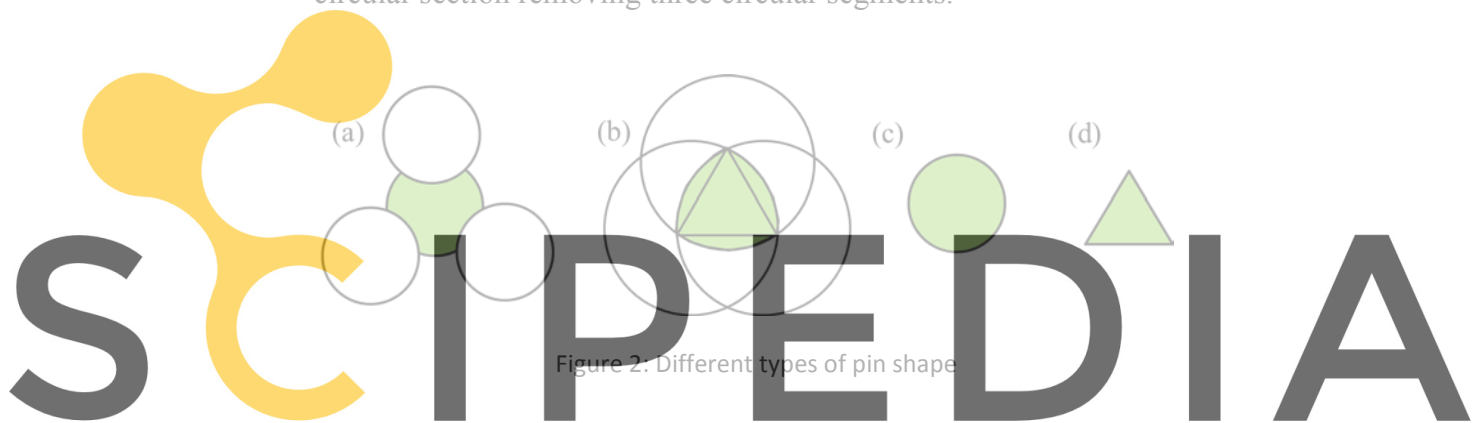 circular section removing three circular segments.
(a) (b) (c) (d)
SCIPEDIA
Figure 2: Different types of pin shape